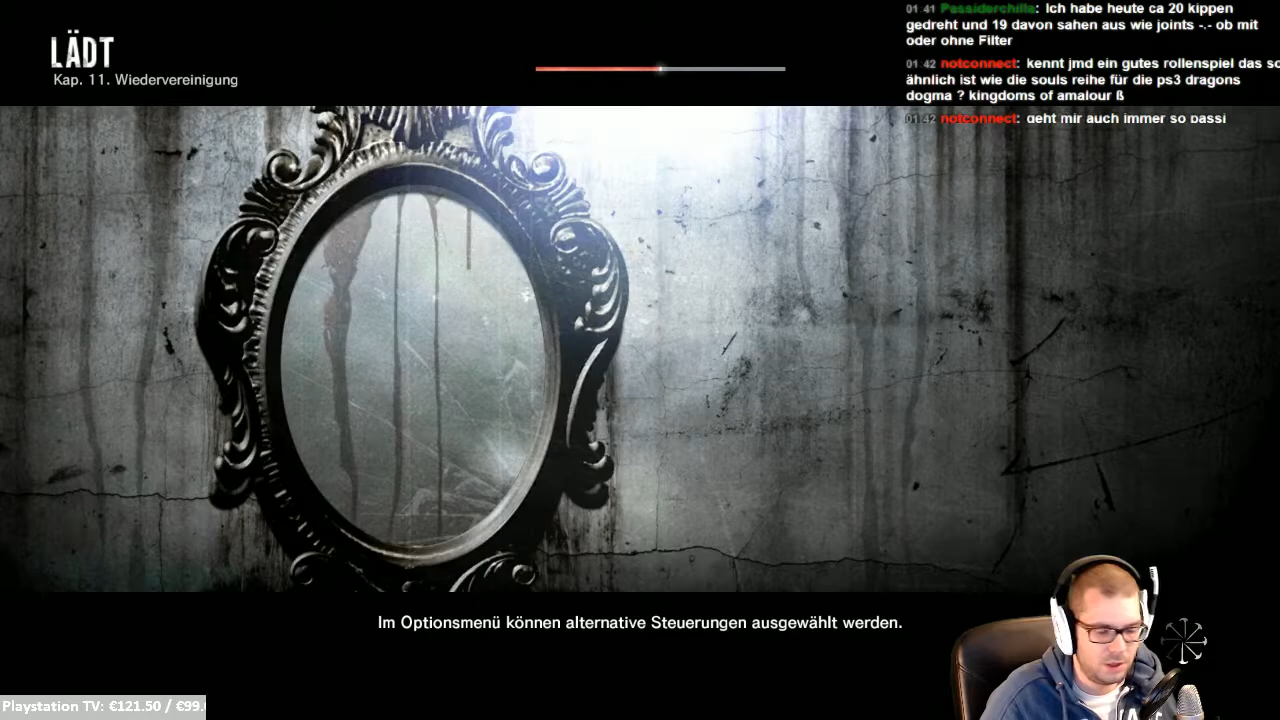 LÄDT
Kap. 11. Wiedervereinigung
01:41 Passiderchilla: Ich habe heute ca 20 kippen
gedreht und 19 davon sahen aus wie joints -.- ob mit
oder ohne Filter
01:42 notconnect: kennt jmd ein gutes rollenspiel das so
ähnlich ist wie die souls reihe für die ps3 dragons
dogma ? kingdoms of amalour ß
01:42 notconnect: geht mir auch immer so passi
Im Optionsmenü können alternative Steuerungen ausgewählt werden.
Playstation TV: €121.50 / €99.